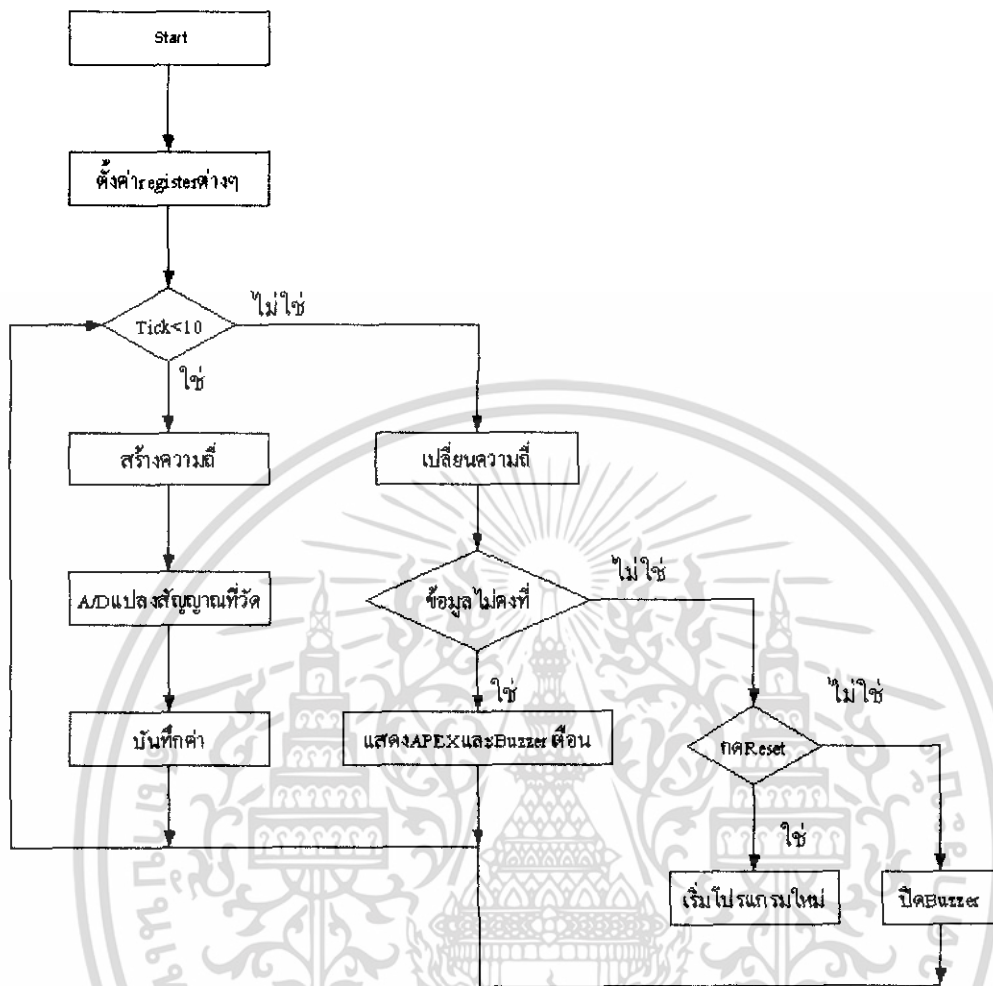 Start
ตั้งค่าregisterต่างๆ
Tick<10
ไม่ใช่
ใช่
สร้างความถี่
เปลี่ยนความถี่
A/Dแปลงสัญญาณที่วัด
ข้อมูลไม่คงที่
ไม่ใช่
ใช่
บันทึกค่า
แสดงAPEXและBuzzerเตือน
กดReset
ไม่ใช่
ใช่
เริ่มโปรแกรมใหม่
ปิดBuzzer